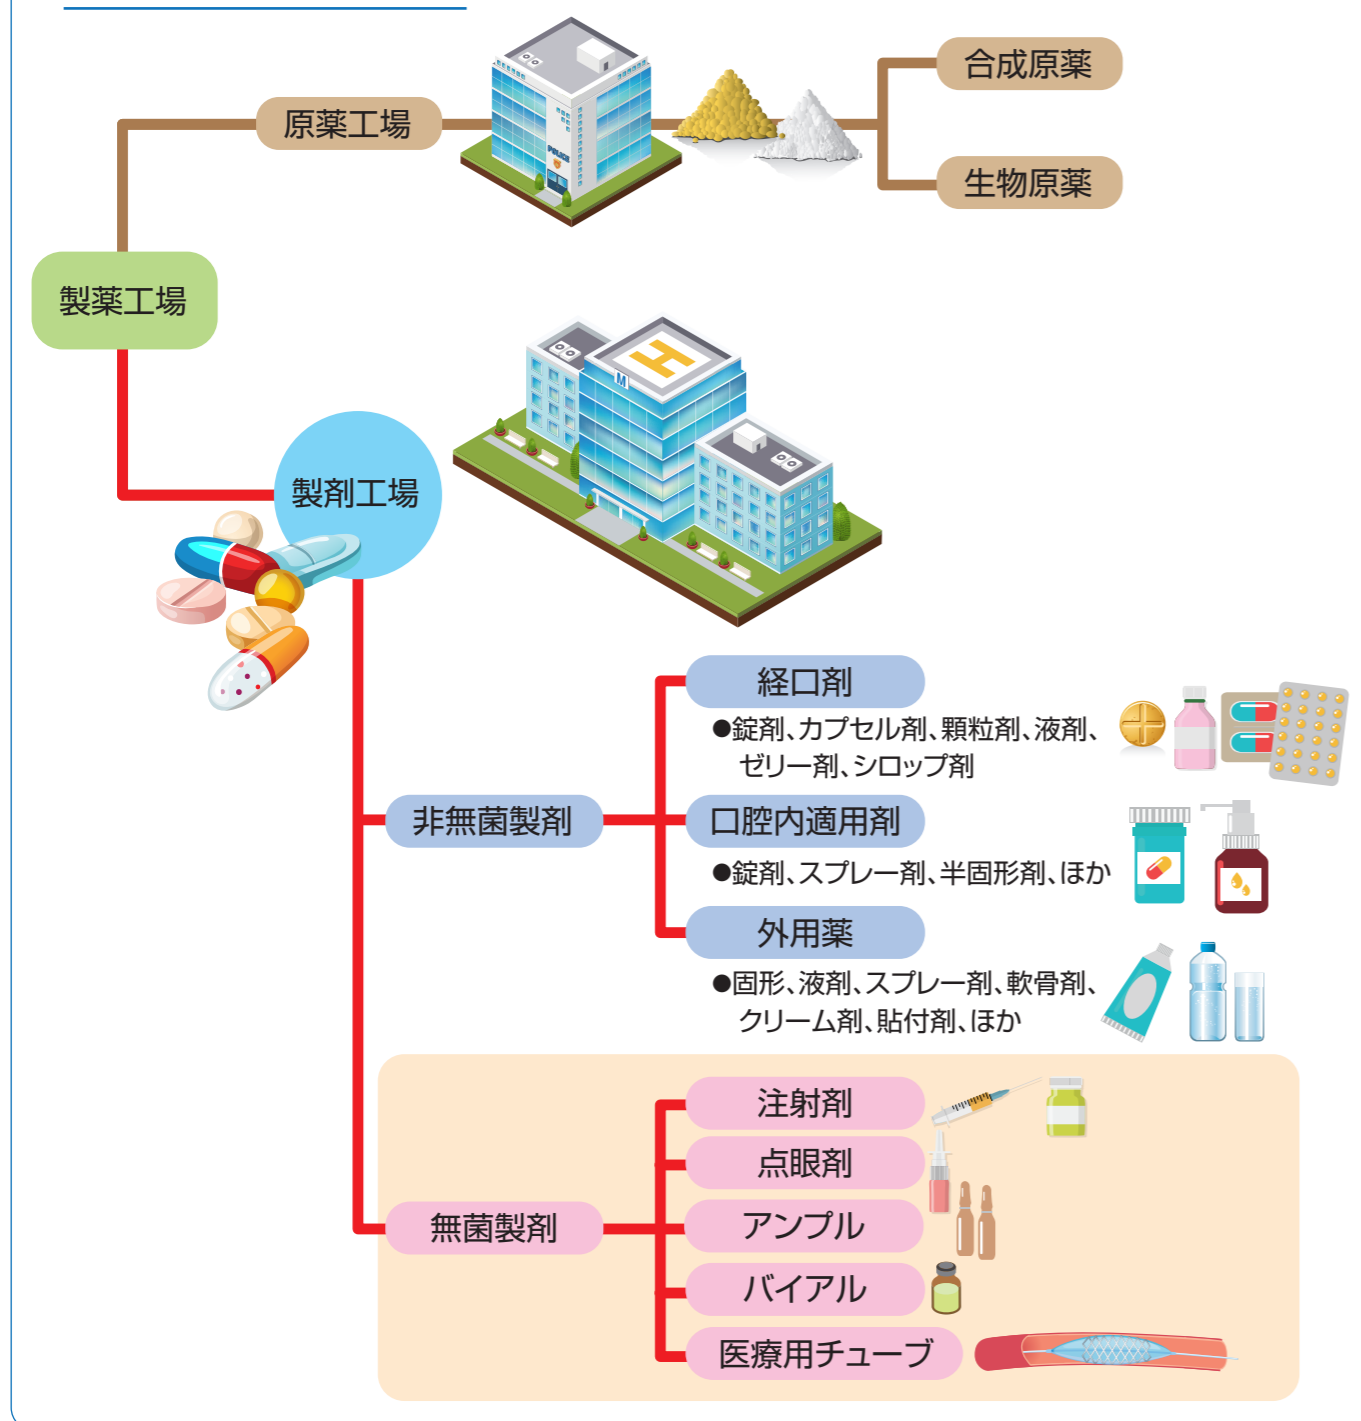 合成原薬
原薬工場
POLICE
生物原薬
製薬工場
H
M
製剤工場
経口剤
●錠剤、カプセル剤、顆粒剤、液剤、
ゼリー剤、シロップ剤
非無菌製剤
口腔内適用剤
●錠剤、スプレー剤、半固形剤、ほか
外用薬
●固形、液剤、スプレー剤、軟骨剤、
クリーム剤、貼付剤、ほか
注射剤
点眼剤
アンプル
無菌製剤
バイアル
医療用チューブ